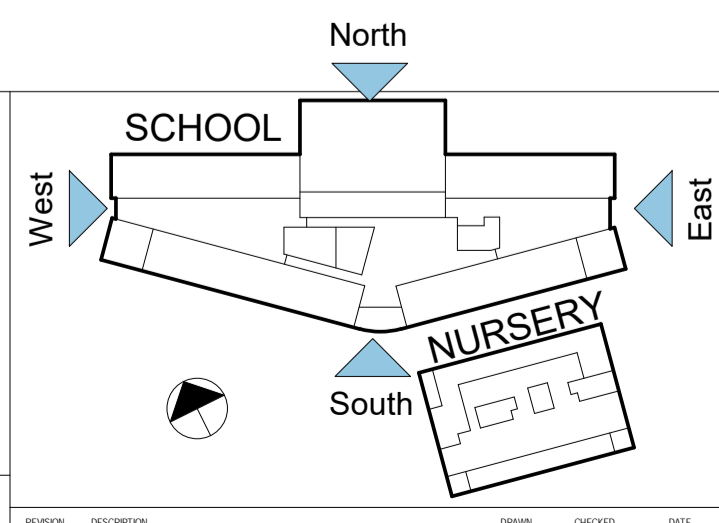 North
SCHOOL
West
East
NURSERY
South
REVISION DESCRIPTION DRAWN CHECKED DATE